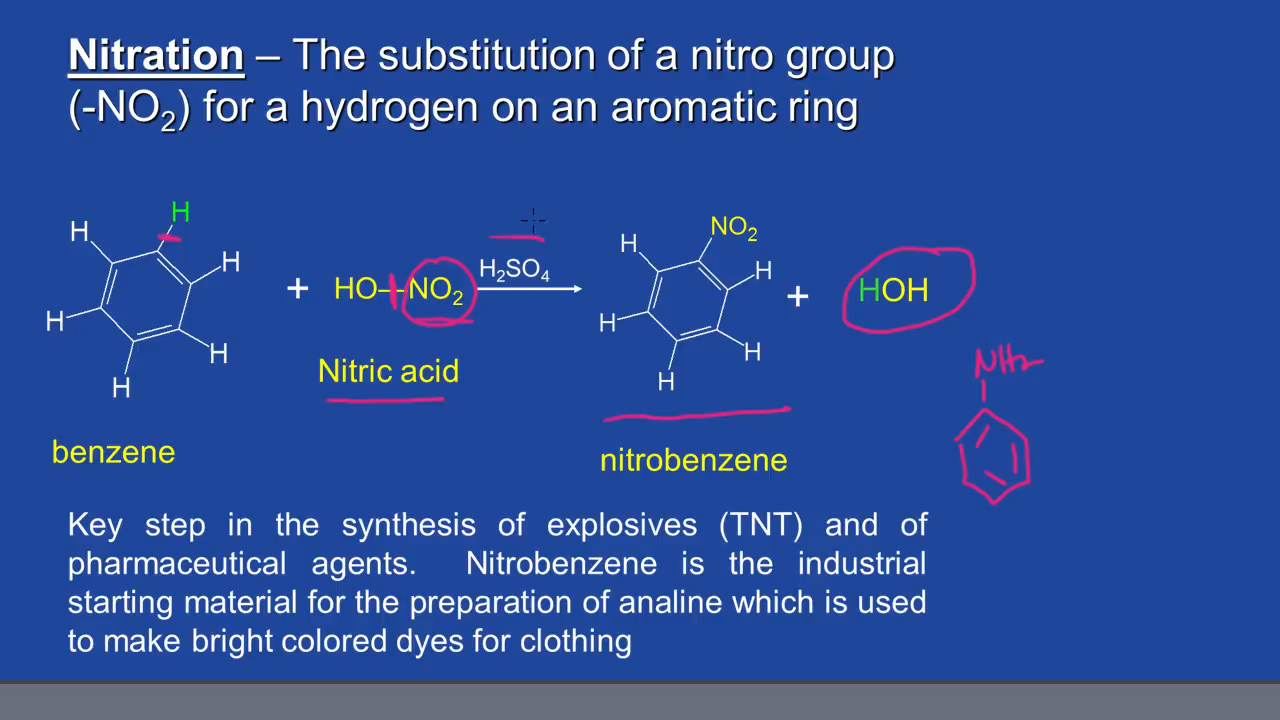 Nitration – The substitution of a nitro group
(-NO₂) for a hydrogen on an aromatic ring
H
H
H
H
H
H
benzene
+
HO—NO₂
Nitric acid
H₂SO₄
NO₂
H
H
H
H
H
nitrobenzene
+
HOH
NH₂
Key step in the synthesis of explosives (TNT) and of
pharmaceutical agents. Nitrobenzene is the industrial
starting material for the preparation of analine which is used
to make bright colored dyes for clothing